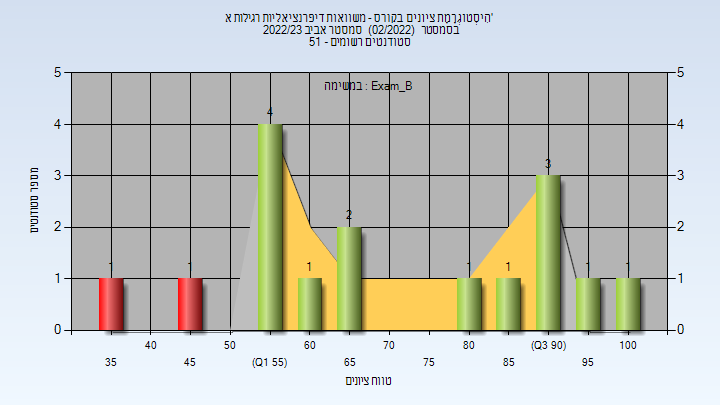 הִיסְטוֹגְרָמַת ציונים בקורס - משוואות דיפרנציאליות רגילות א'
בסמסטר (02/2022) סמסטר אביב 2022/23
סטודנטים רשומים - 51
במשימה : Exam_B
מספר סטודנטים
5 5
4 4
3 3
2 2
1 1
0 0
1 1 4 1 2 1 1 3 1 1
40 50 60 70 80 (Q3 90) 100
35 45 (Q1 55) 65 75 85 95
טווח ציונים